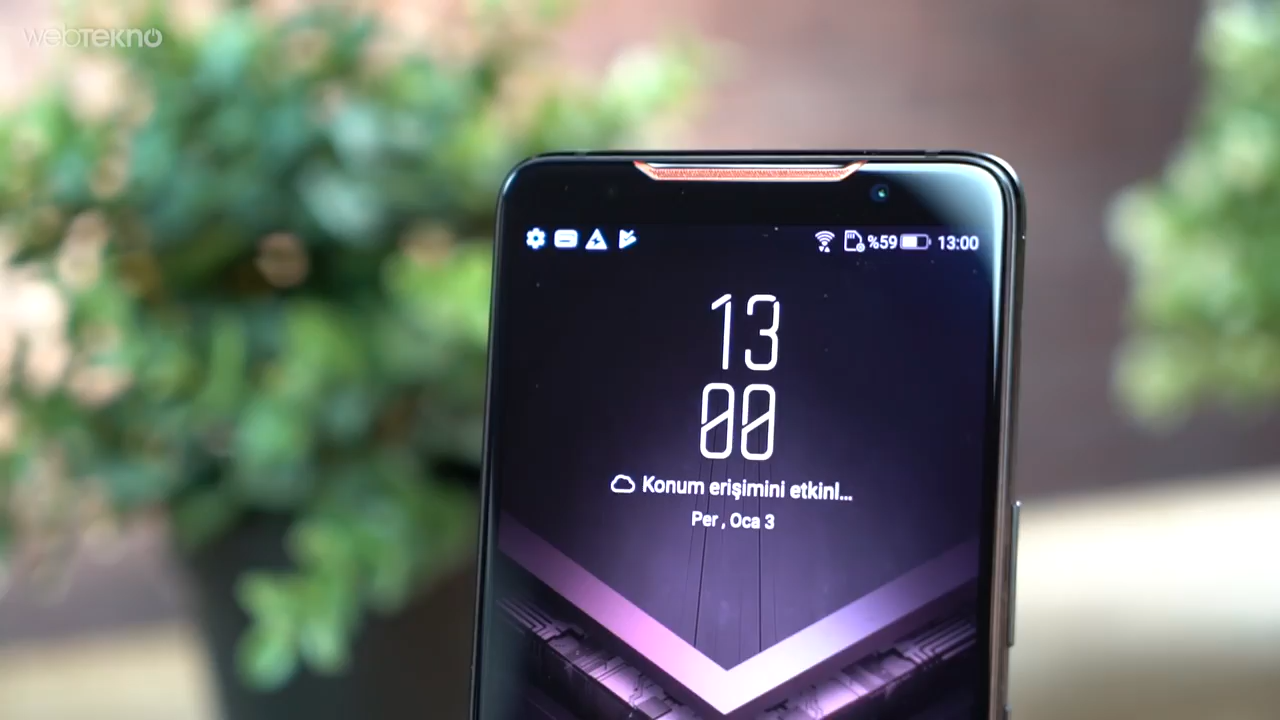 webtekno
%59 13:00
13
00
Konum erişimini etkinl...
Per , Oca 3